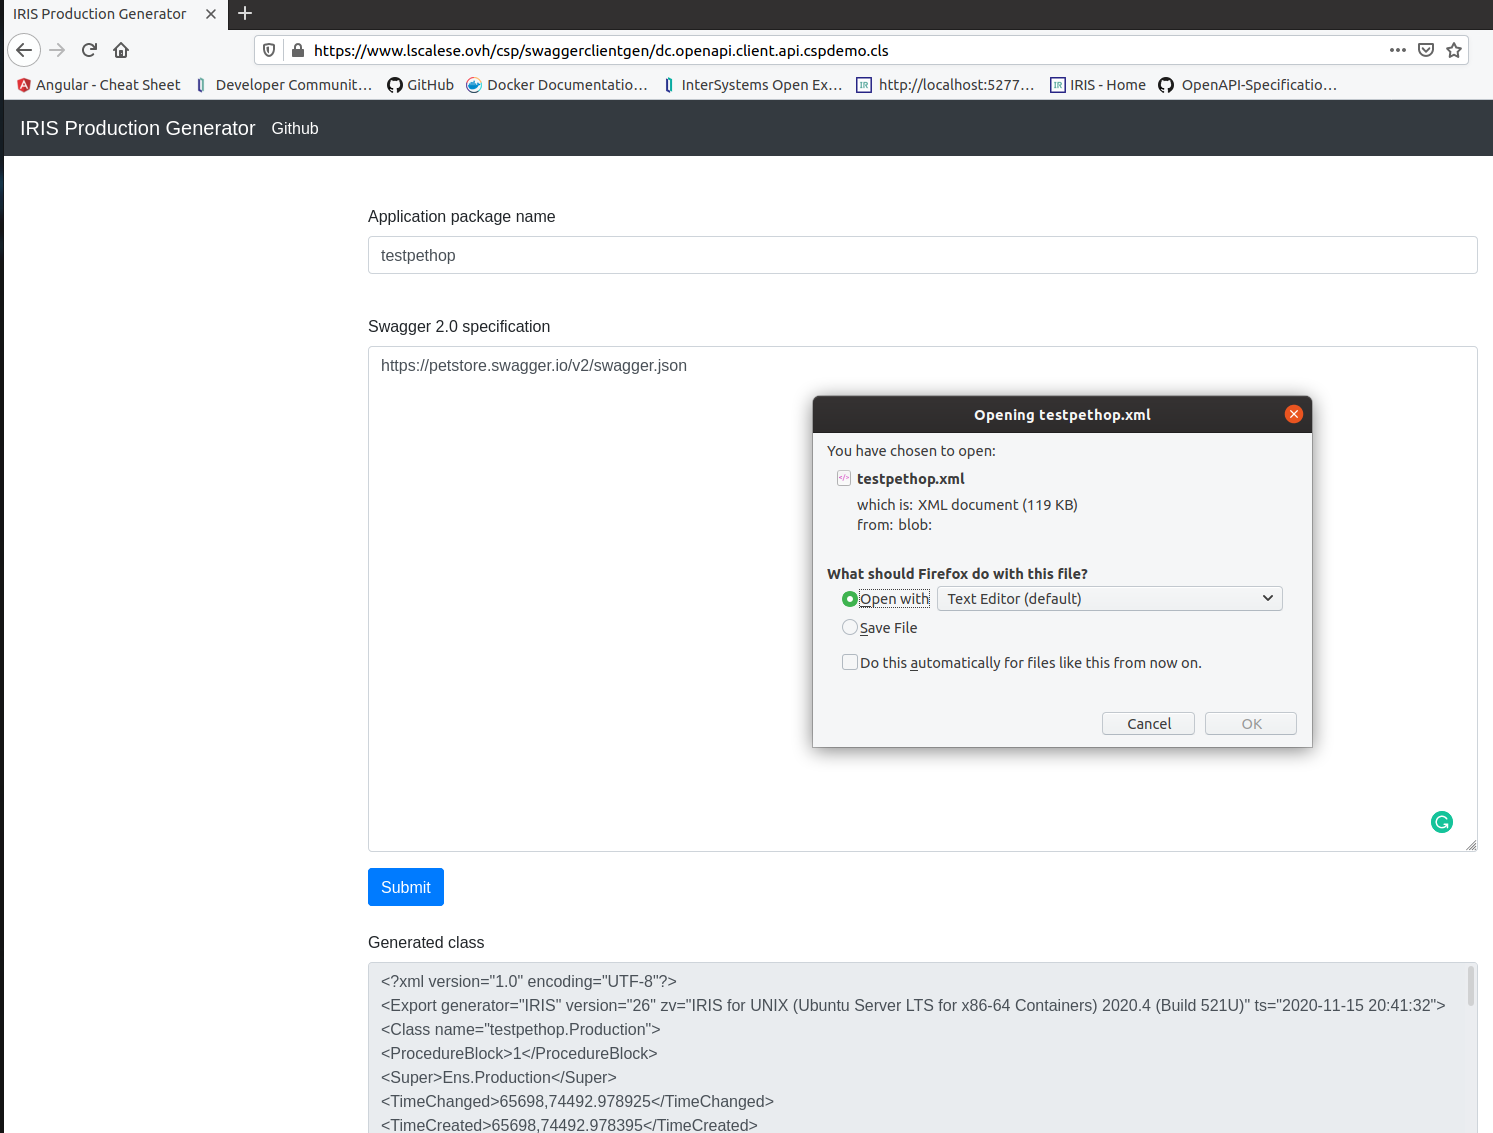 IRIS Production Generator
https://www.lscalese.ovh/csp/swaggerclientgen/dc.openapi.client.api.cspdemo.cls
Angular - Cheat Sheet Developer Communit… GitHub Docker Documentatio… InterSystems Open Ex… IR http://localhost:5277… IR IRIS - Home OpenAPI-Specificatio…
IRIS Production Generator Github
Application package name
testpethop
Swagger 2.0 specification
https://petstore.swagger.io/v2/swagger.json
Opening testpethop.xml
You have chosen to open:
testpethop.xml
which is: XML document (119 KB)
from: blob:
What should Firefox do with this file?
Open with Text Editor (default)
Save File
Do this automatically for files like this from now on.
Cancel OK
Submit
Generated class
<?xml version="1.0" encoding="UTF-8"?>
<Export generator="IRIS" version="26" zv="IRIS for UNIX (Ubuntu Server LTS for x86-64 Containers) 2020.4 (Build 521U)" ts="2020-11-15 20:41:32">
<Class name="testpethop.Production">
<ProcedureBlock>1</ProcedureBlock>
<Super>Ens.Production</Super>
<TimeChanged>65698,74492.978925</TimeChanged>
<TimeCreated>65698,74492.978395</TimeCreated>